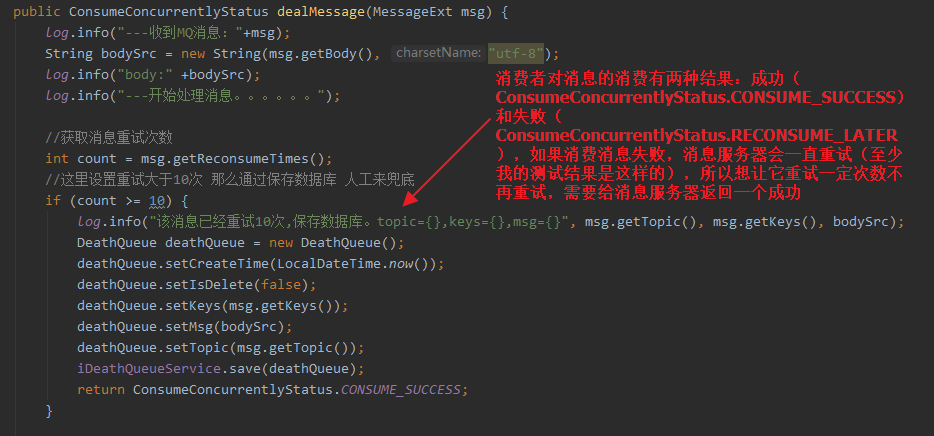 public ConsumeConcurrentlyStatus dealMessage(MessageExt msg) {
log.info("---收到MQ消息："+msg);
String bodySrc = new String(msg.getBody(), charsetName: "utf-8");
log.info("body:" +bodySrc);
log.info("---开始处理消息。。。。。。");
消费者对消息的消费有两种结果：成功（
ConsumeConcurrentlyStatus.CONSUME_SUCCESS）
和失败（
ConsumeConcurrentlyStatus.RECONSUME_LATER
），如果消费消息失败，消息服务器会一直重试（至少
我的测试结果是这样的），所以想让它重试一定次数不
再重试，需要给消息服务器返回一个成功
//获取消息重试次数
int count = msg.getReconsumeTimes();
//这里设置重试大于10次 那么通过保存数据库 人工来兜底
if (count >= 10) {
log.info("该消息已经重试10次,保存数据库。topic={},keys={},msg={}", msg.getTopic(), msg.getKeys(), bodySrc);
DeathQueue deathQueue = new DeathQueue();
deathQueue.setCreateTime(LocalDateTime.now());
deathQueue.setIsDelete(false);
deathQueue.setKeys(msg.getKeys());
deathQueue.setMsg(bodySrc);
deathQueue.setTopic(msg.getTopic());
iDeathQueueService.save(deathQueue);
return ConsumeConcurrentlyStatus.CONSUME_SUCCESS;
}